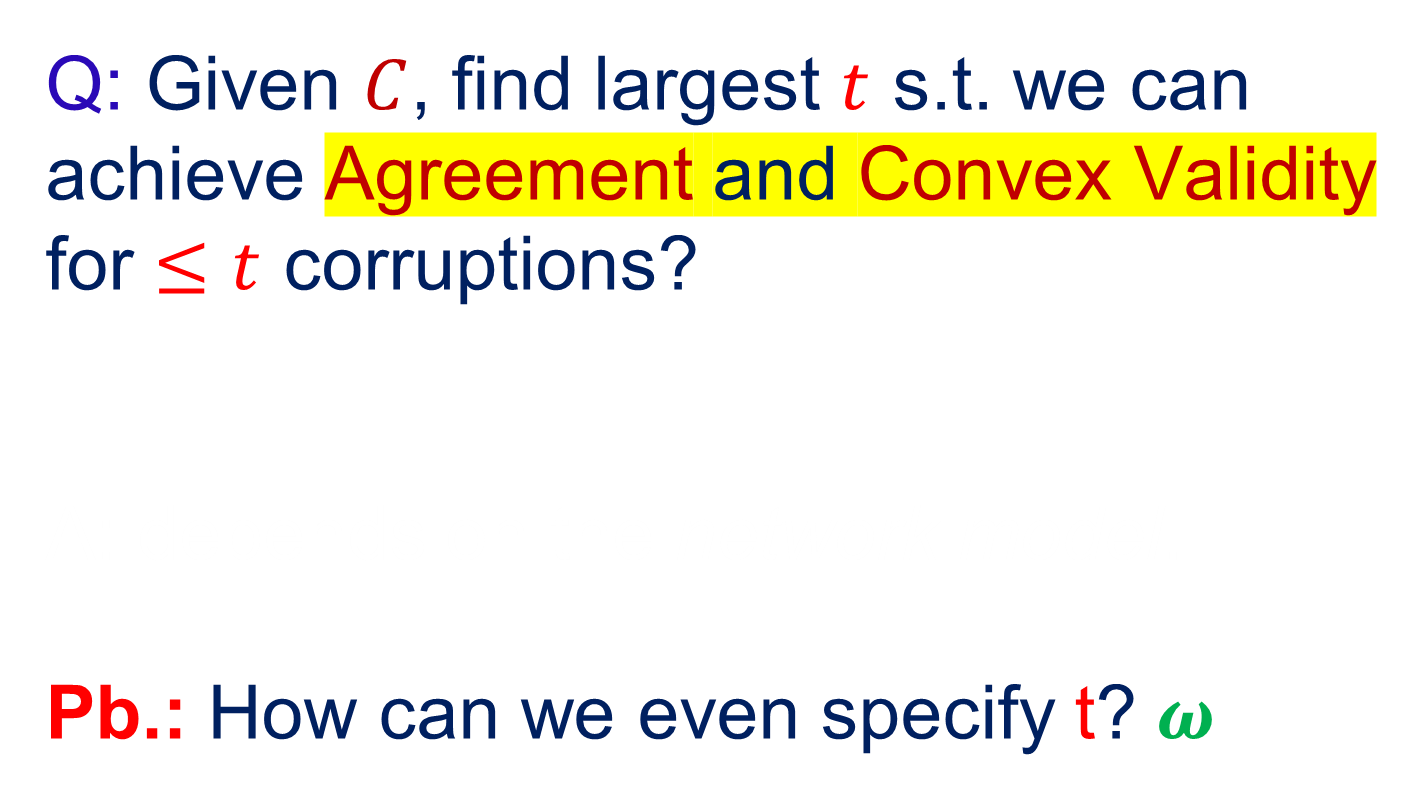 Q: Given C, find largest t s.t. we can
achieve Agreement and Convex Validity
for ≤ t corruptions?
Pb.: How can we even specify t? ω